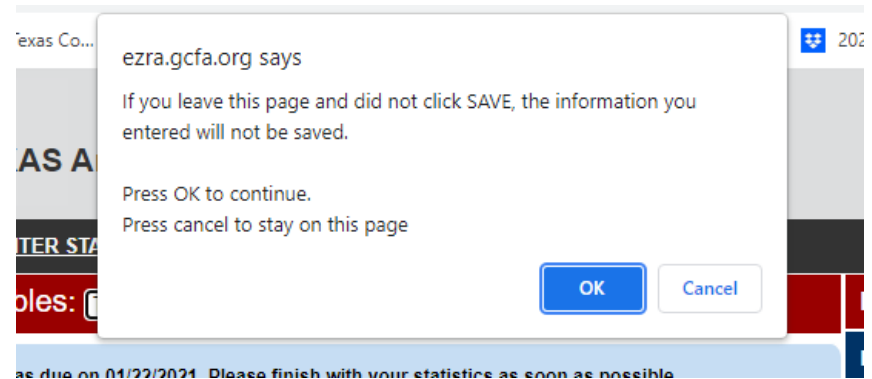 Texas Co...
202
ezra.gcfa.org says
If you leave this page and did not click SAVE, the information you
entered will not be saved.
Press OK to continue.
Press cancel to stay on this page
OK
Cancel
AS A
TER STA
bles:
as due on 01/22/2021. Please finish with your statistics as soon as possible